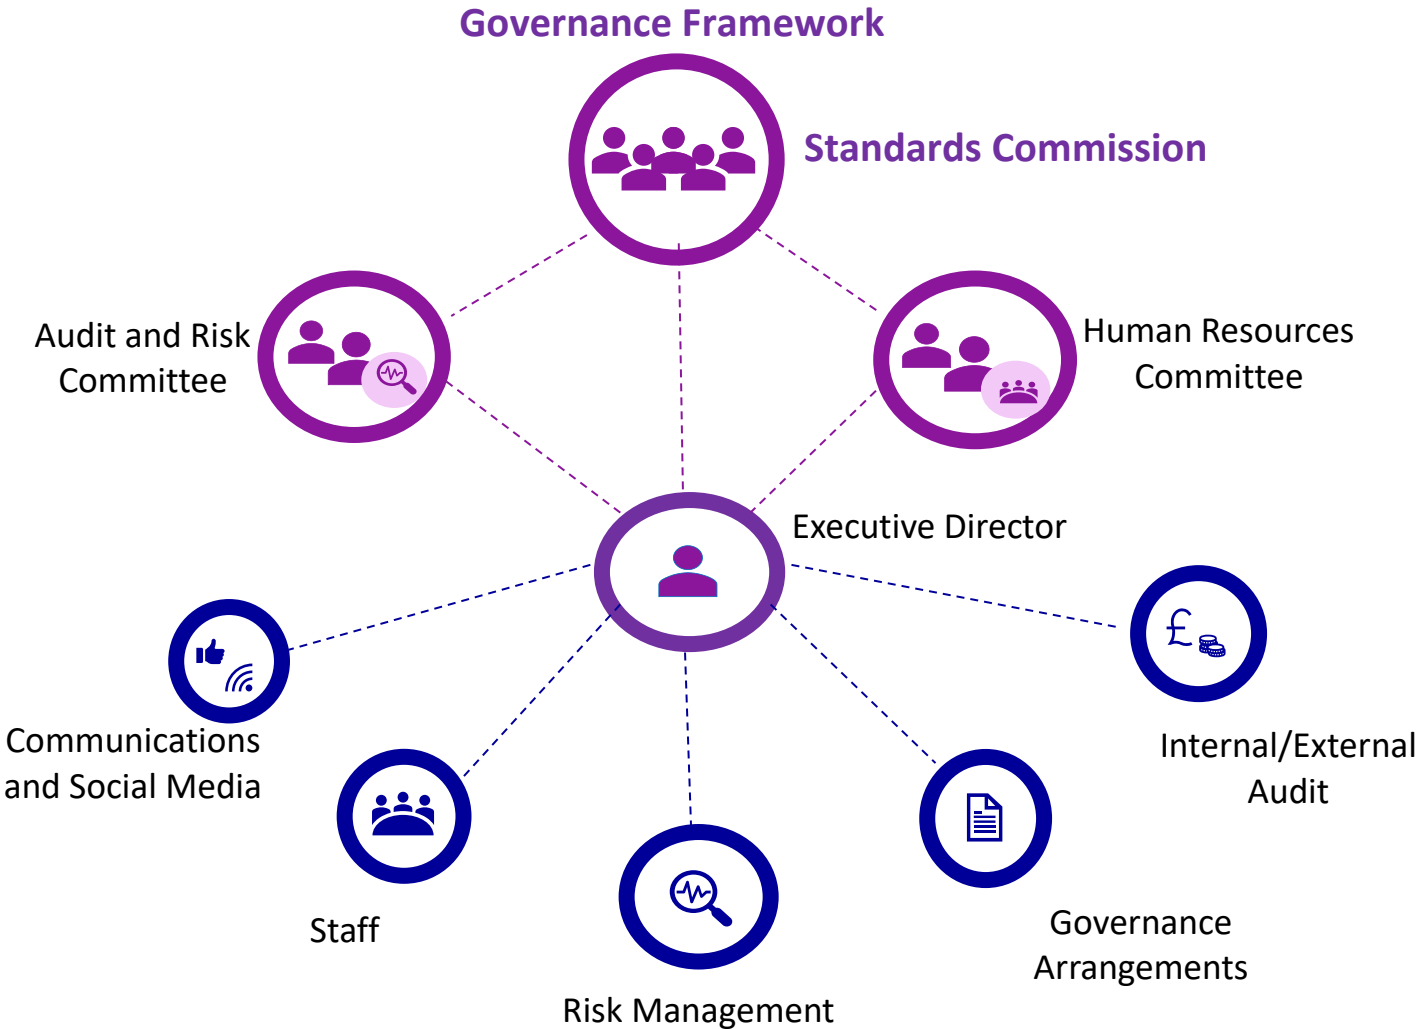 Governance Framework
Standards Commission
Audit and Risk
Committee
Human Resources
Committee
Executive Director
Communications
and Social Media
Internal/External
Audit
Staff
Governance
Arrangements
Risk Management
£